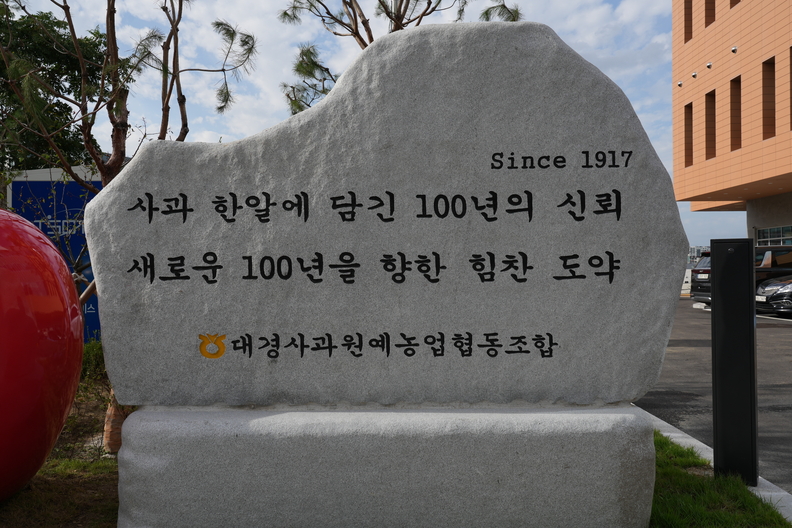 Since 1917
사과 한알에 담긴 100년의 신뢰
새로운 100년을 향한 힘찬 도약
대경사과원예농업협동조합